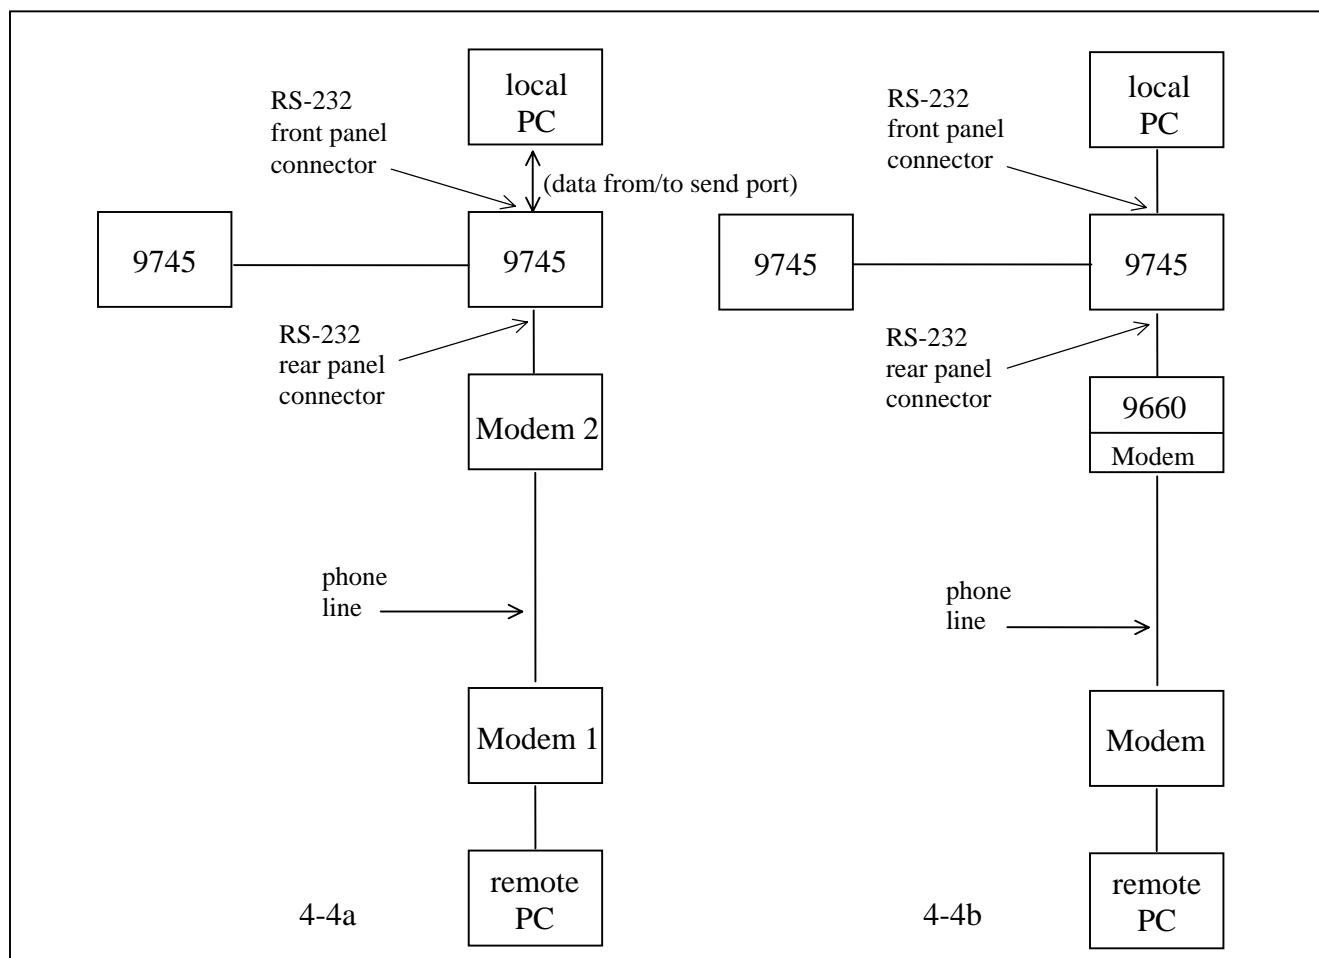 local
PC
RS-232
front panel
connector
(data from/to send port)
9745
9745
RS-232
rear panel
connector
Modem 2
phone
line
Modem 1
remote
PC
4-4a
local
PC
RS-232
front panel
connector
9745
9745
RS-232
rear panel
connector
9660
Modem
phone
line
Modem
remote
PC
4-4b